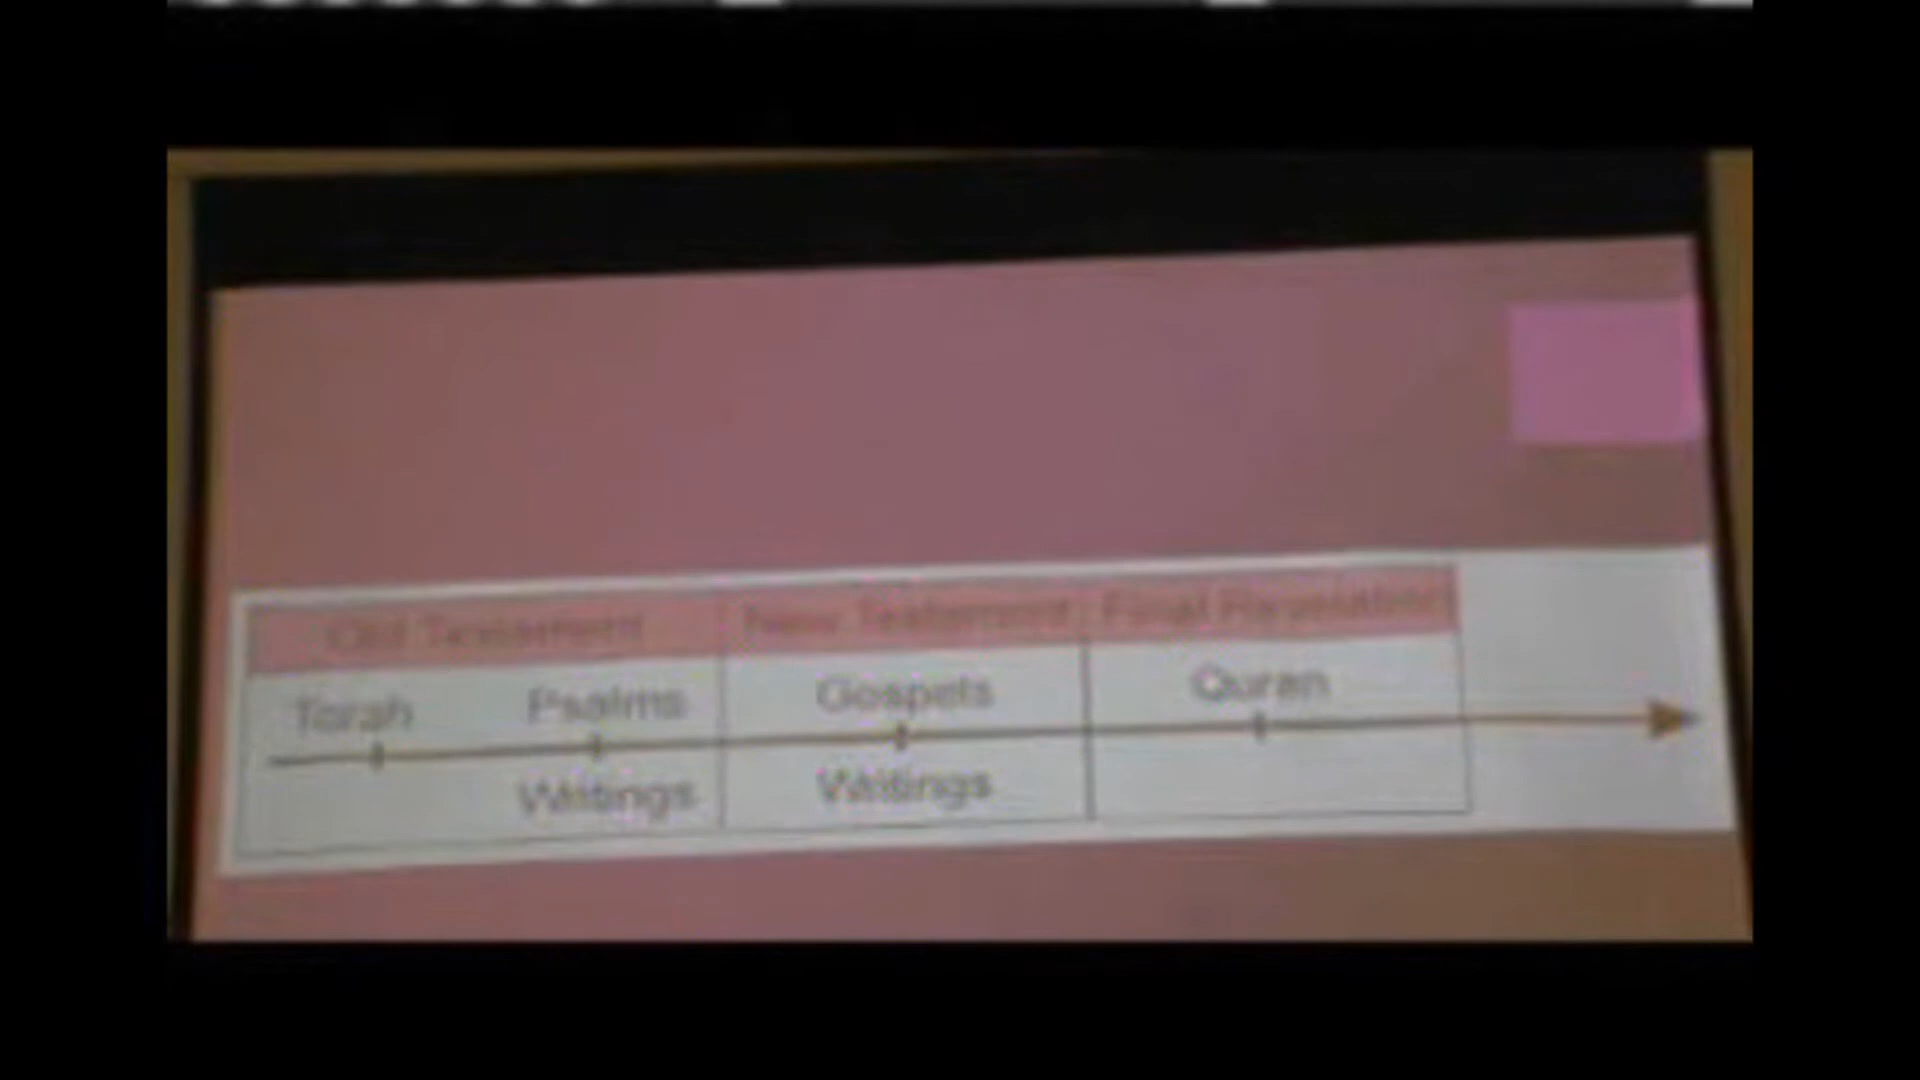 Old Testament New Testament Final Revelation
Torah Psalms Gospels Quran
Writings Writings